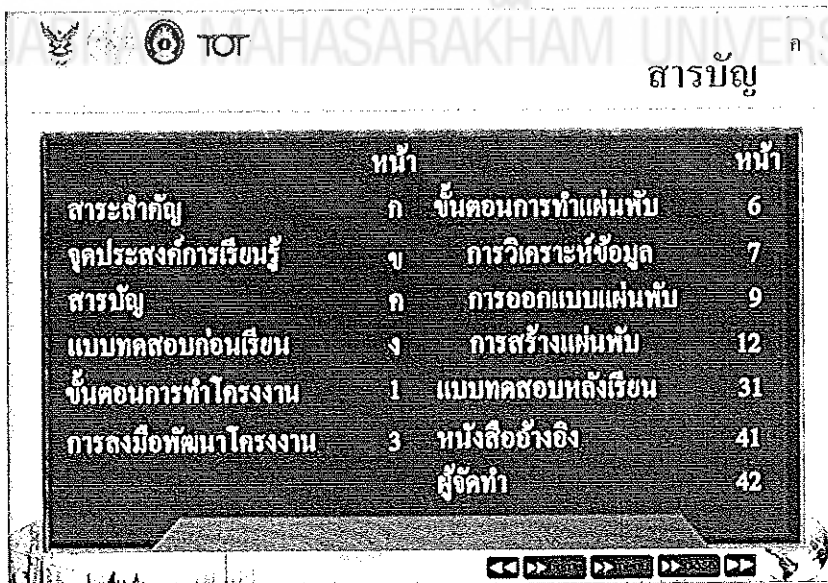 TOT
ค
สารบัญ
หน้า
สาระสำคัญ ก
จุดประสงค์การเรียนรู้ ข
สารบัญ ค
แบบทดสอบก่อนเรียน ง
ขั้นตอนการทำโครงงาน 1
การลงมือพัฒนาโครงงาน 3
หน้า
ขั้นตอนการทำแผ่นพับ 6
การวิเคราะห์ข้อมูล 7
การออกแบบแผ่นพับ 9
การสร้างแผ่นพับ 12
แบบทดสอบหลังเรียน 31
หนังสืออ้างอิง 41
ผู้จัดทำ 42